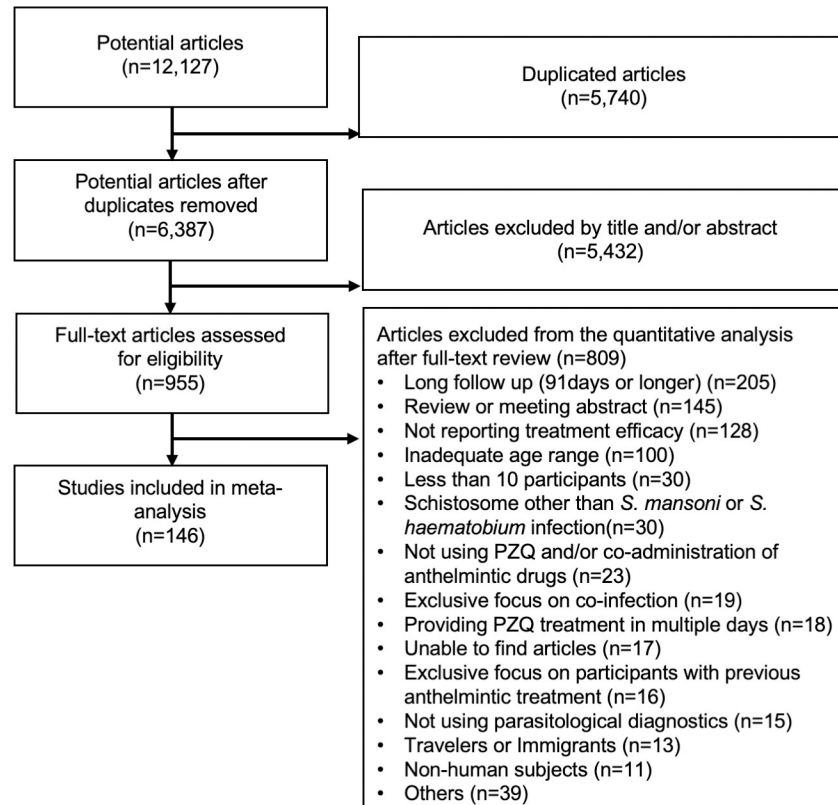 Potential articles
(n=12,127)
Duplicated articles
(n=5,740)
Potential articles after
duplicates removed
(n=6,387)
Articles excluded by title and/or abstract
(n=5,432)
Full-text articles assessed
for eligibility
(n=955)
Articles excluded from the quantitative analysis
after full-text review (n=809)
• Long follow up (91days or longer) (n=205)
• Review or meeting abstract (n=145)
• Not reporting treatment efficacy (n=128)
• Inadequate age range (n=100)
• Less than 10 participants (n=30)
• Schistosome other than S. mansoni or S.
haematobium infection(n=30)
• Not using PZQ and/or co-administration of
anthelmintic drugs (n=23)
• Exclusive focus on co-infection (n=19)
• Providing PZQ treatment in multiple days (n=18)
• Unable to find articles (n=17)
• Exclusive focus on participants with previous
anthelmintic treatment (n=16)
• Not using parasitological diagnostics (n=15)
• Travelers or Immigrants (n=13)
• Non-human subjects (n=11)
• Others (n=39)
Studies included in meta-
analysis
(n=146)